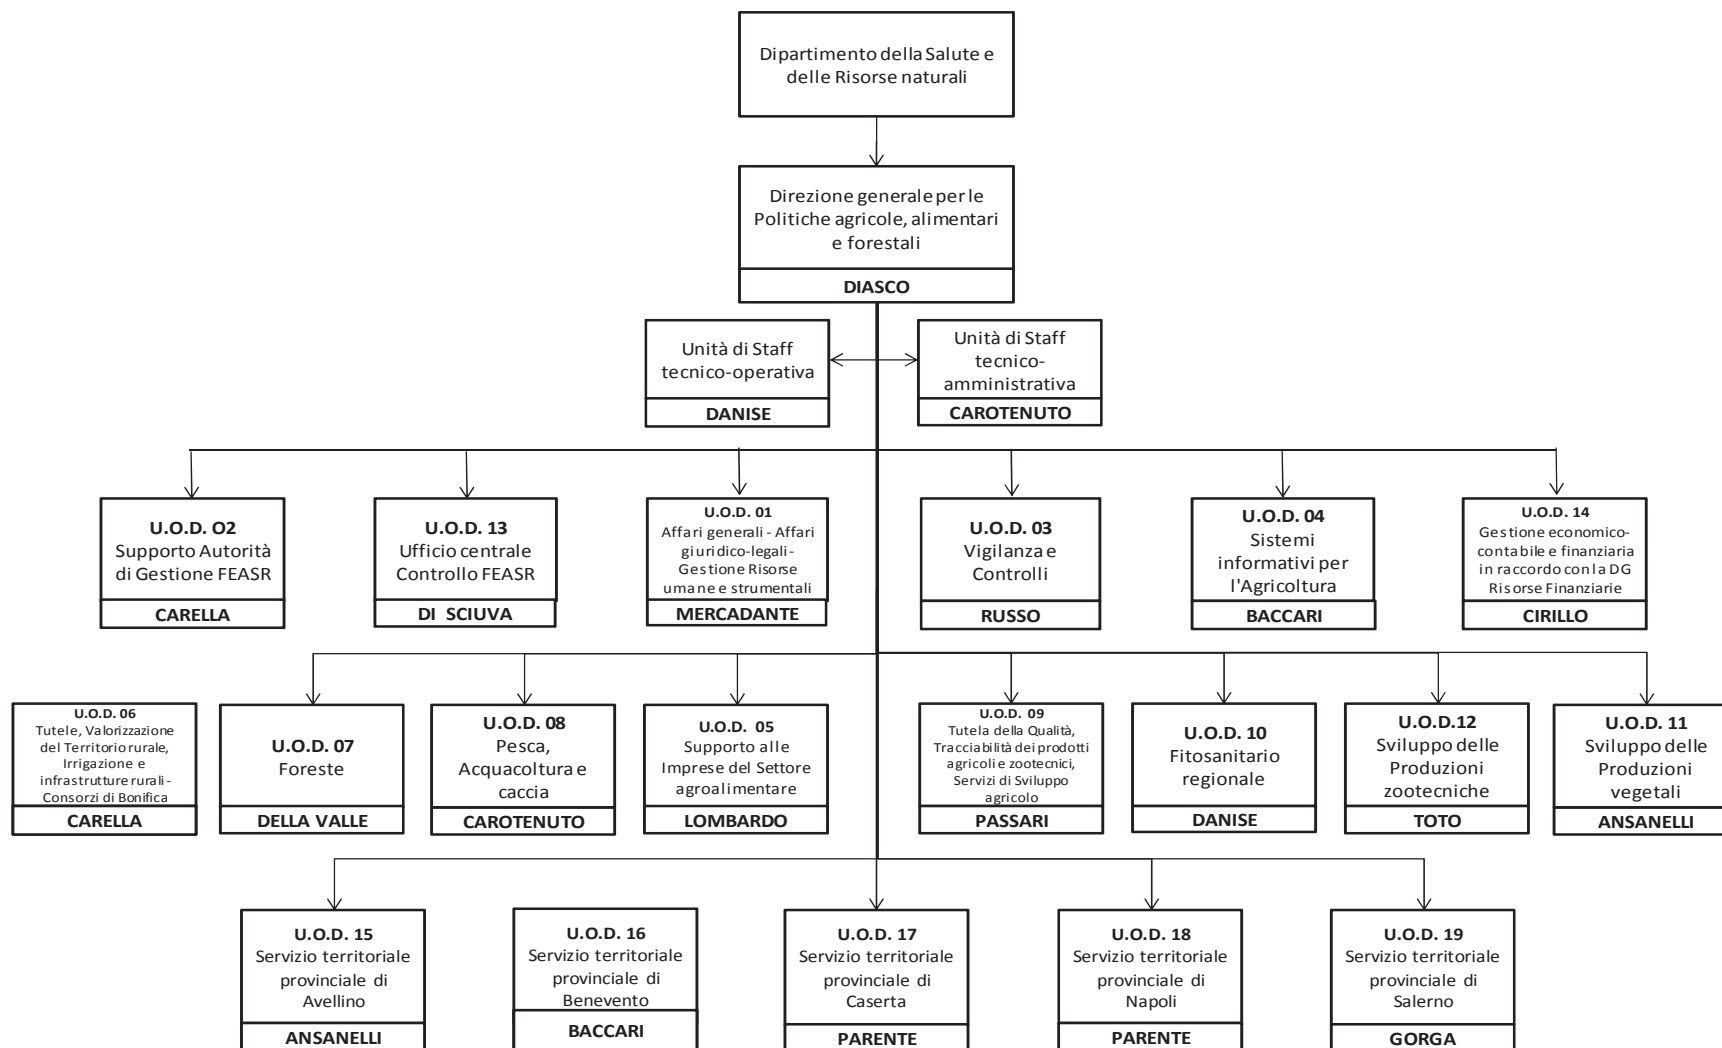 Dipartimento della Salute e
delle Risorse naturali
Direzione generale per le
Politiche agricole, alimentari
e forestali
DIASCO
Unità di Staff
tecnico-operativa
DANISE
Unità di Staff
tecnico-
amministrativa
CAROTENUTO
U.O.D. O2
Supporto Autorità
di Gestione FEASR
CARELLA
U.O.D. 13
Ufficio centrale
Controllo FEASR
DI SCIUVA
U.O.D. 01
Affari generali - Affari
giuridico-legali-
Gestione Risorse
umane e strumentali
MERCADANTE
U.O.D. 03
Vigilanza e
Controlli
RUSSO
U.O.D. 04
Sistemi
informativi per
l'Agricoltura
BACCARI
U.O.D. 14
Gestione economico-
contabile e finanziaria
in raccordo con la DG
Risorse Finanziarie
CIRILLO
U.O.D. 06
Tutele, Valorizzazione
del Territorio rurale,
Irrigazione e
infrastrutture rurali-
Consorzi di Bonifica
CARELLA
U.O.D. 07
Foreste
DELLA VALLE
U.O.D. 08
Pesca,
Acquacoltura e
caccia
CAROTENUTO
U.O.D. 05
Supporto alle
Imprese del Settore
agroalimentare
LOMBARDO
U.O.D. 09
Tutela della Qualità,
Tracciabilità dei prodotti
agricoli e zootecnici,
Servizi di Sviluppo
agricolo
PASSARI
U.O.D. 10
Fitosanitario
regionale
DANISE
U.O.D.12
Sviluppo delle
Produzioni
zootecniche
TOTO
U.O.D. 11
Sviluppo delle
Produzioni
vegetali
ANSANELLI
U.O.D. 15
Servizio territoriale
provinciale di
Avellino
ANSANELLI
U.O.D. 16
Servizio territoriale
provinciale di
Benevento
BACCARI
U.O.D. 17
Servizio territoriale
provinciale di
Caserta
PARENTE
U.O.D. 18
Servizio territoriale
provinciale di
Napoli
PARENTE
U.O.D. 19
Servizio territoriale
provinciale di
Salerno
GORGA